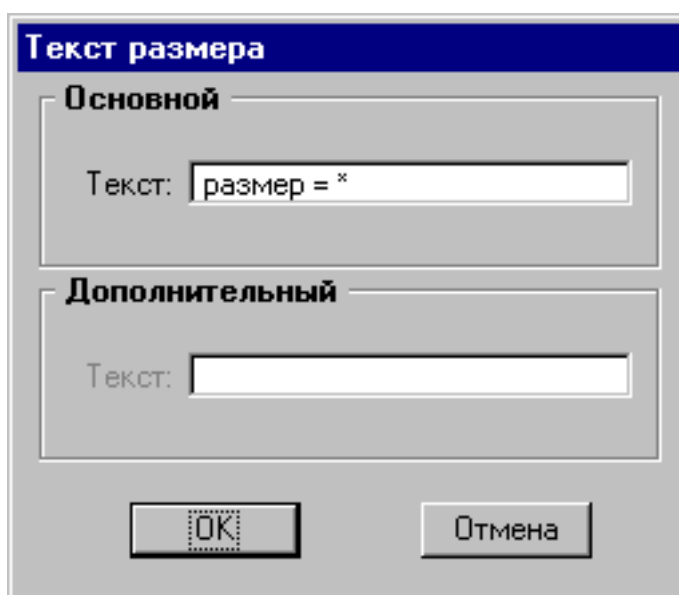 Текст размера
Основной
Текст: размер = *
Дополнительный
Текст:
OK Отмена